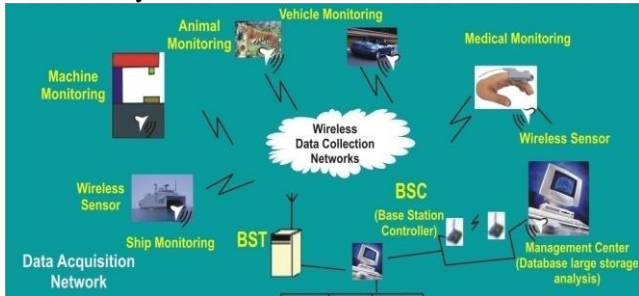 Vehicle Monitoring
Animal
Monitoring
Medical Monitoring
Machine
Monitoring
Wireless
Data Collection
Networks
Wireless Sensor
Wireless
Sensor
BSC
(Base Station
Controller)
BST
Ship Monitoring
Management Center
(Database large storage
analysis)
Data Acquisition
Network